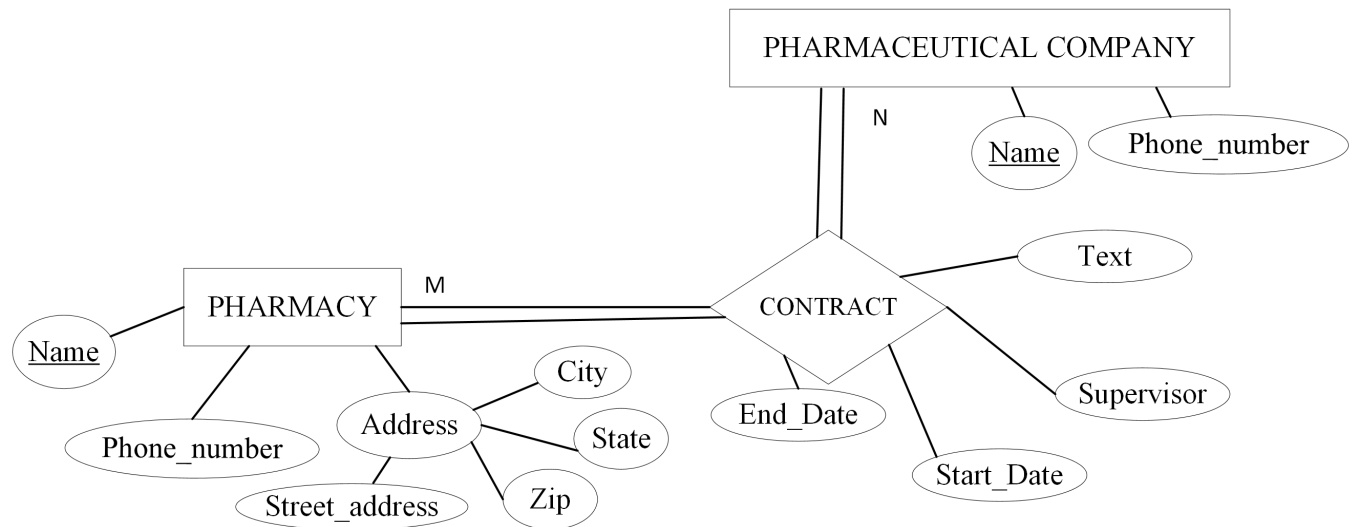 PHARMACEUTICAL COMPANY
N
Name
Phone_number
Text
M
PHARMACY
CONTRACT
Name
City
Supervisor
End_Date
Address
State
Phone_number
Start_Date
Zip
Street_address